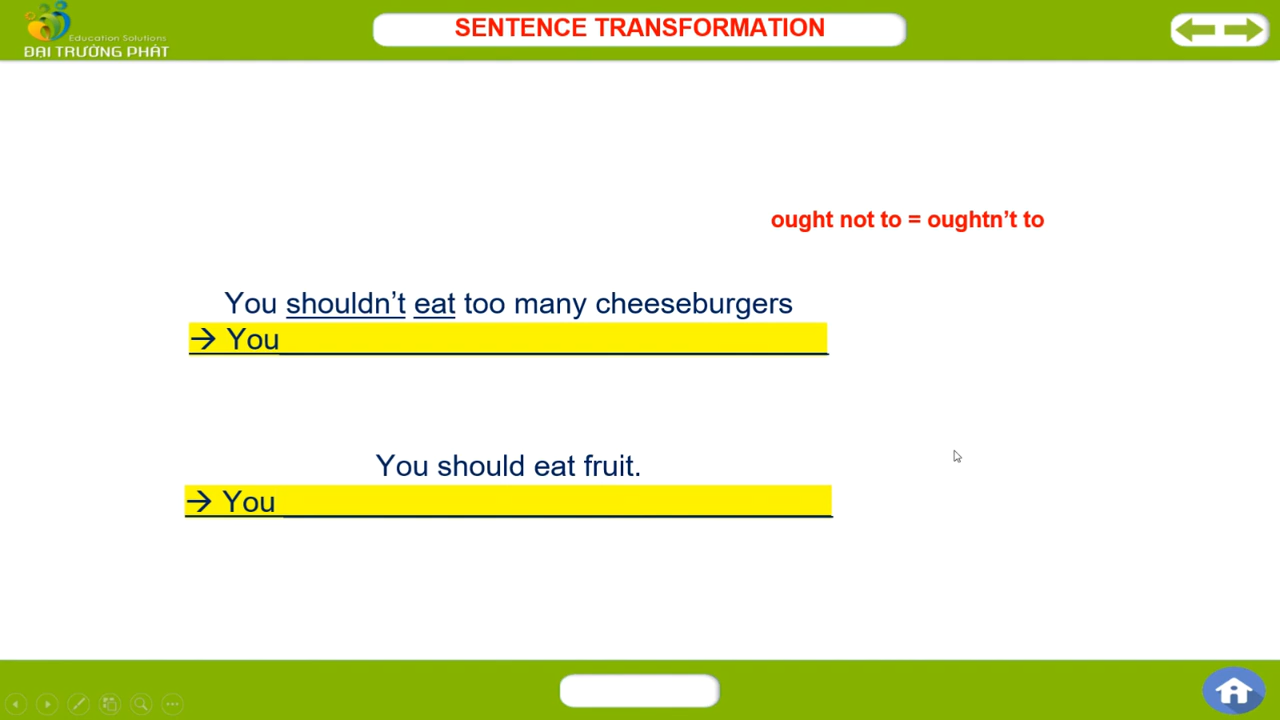 Education Solutions
ĐẠI TRƯỜNG PHÁT
SENTENCE TRANSFORMATION
ought not to = oughtn’t to
You shouldn’t eat too many cheeseburgers
→ You
You should eat fruit.
→ You